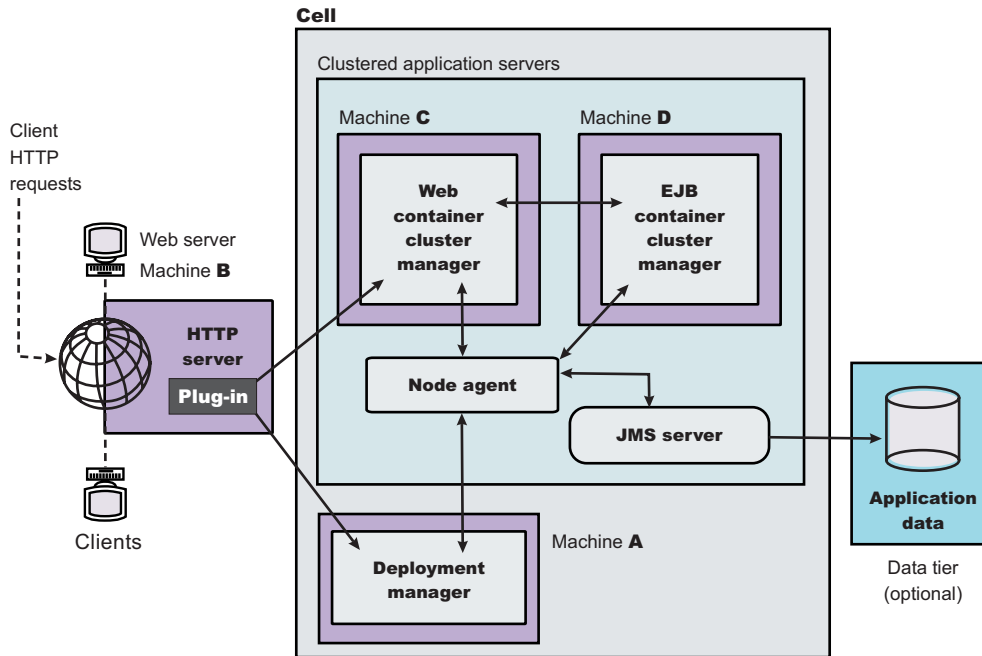 Cell
Clustered application servers
Machine C
Machine D
Client
HTTP
requests
Web
container
cluster
manager
EJB
container
cluster
manager
Web server
Machine B
HTTP
server
Plug-in
Node agent
JMS server
Clients
Application
data
Machine A
Deployment
manager
Data tier
(optional)